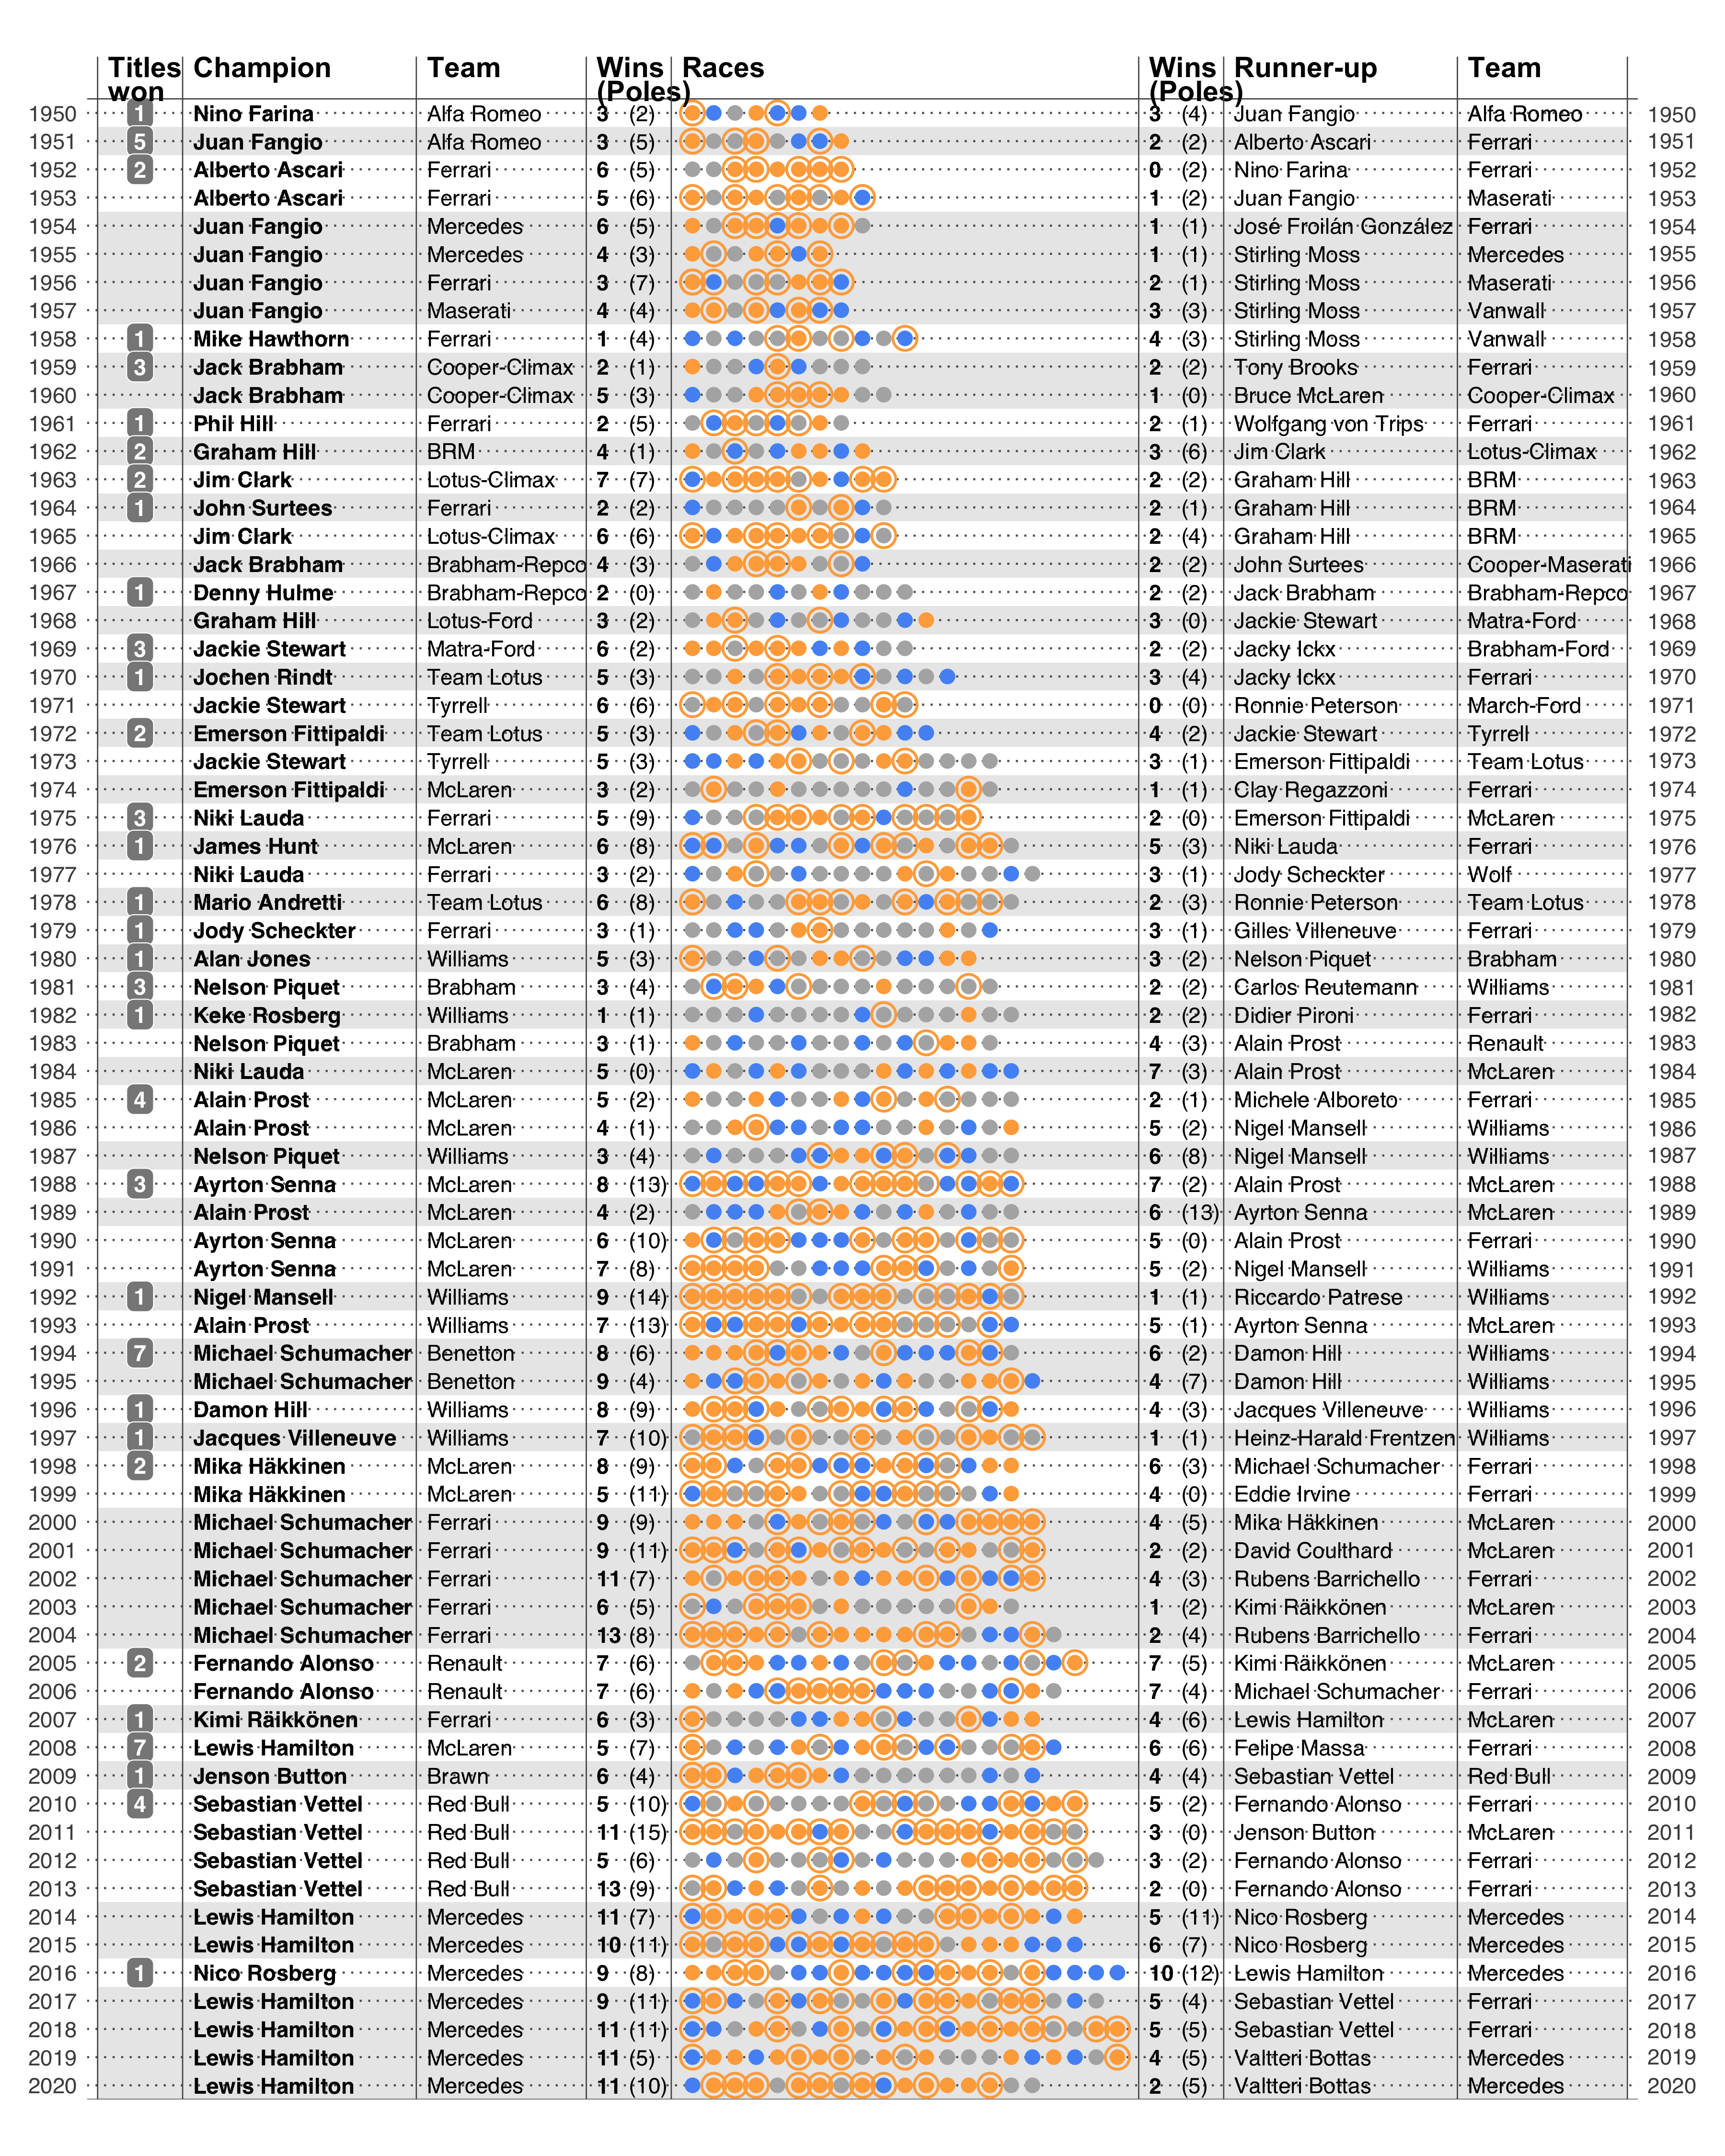 Titles won Champion Team Wins (Poles) Races Wins (Poles) Runner-up Team
1950 1 Nino Farina Alfa Romeo 3 (2) 3 (4) Juan Fangio Alfa Romeo 1950
1951 5 Juan Fangio Alfa Romeo 3 (5) 2 (2) Alberto Ascari Ferrari 1951
1952 2 Alberto Ascari Ferrari 6 (5) 0 (2) Nino Farina Ferrari 1952
1953 Alberto Ascari Ferrari 5 (6) 1 (2) Juan Fangio Maserati 1953
1954 Juan Fangio Mercedes 6 (5) 1 (1) José Froilán González Ferrari 1954
1955 Juan Fangio Mercedes 4 (3) 1 (1) Stirling Moss Mercedes 1955
1956 Juan Fangio Ferrari 3 (7) 2 (1) Stirling Moss Maserati 1956
1957 Juan Fangio Maserati 4 (4) 3 (3) Stirling Moss Vanwall 1957
1958 1 Mike Hawthorn Ferrari 1 (4) 4 (3) Stirling Moss Vanwall 1958
1959 3 Jack Brabham Cooper-Climax 2 (1) 2 (2) Tony Brooks Ferrari 1959
1960 Jack Brabham Cooper-Climax 5 (3) 1 (0) Bruce McLaren Cooper-Climax 1960
1961 1 Phil Hill Ferrari 2 (5) 2 (1) Wolfgang von Trips Ferrari 1961
1962 2 Graham Hill BRM 4 (1) 3 (6) Jim Clark Lotus-Climax 1962
1963 2 Jim Clark Lotus-Climax 7 (7) 2 (2) Graham Hill BRM 1963
1964 1 John Surtees Ferrari 2 (2) 2 (1) Graham Hill BRM 1964
1965 Jim Clark Lotus-Climax 6 (6) 2 (4) Graham Hill BRM 1965
1966 Jack Brabham Brabham-Repco 4 (3) 2 (2) John Surtees Cooper-Maserati 1966
1967 1 Denny Hulme Brabham-Repco 2 (0) 2 (2) Jack Brabham Brabham-Repco 1967
1968 Graham Hill Lotus-Ford 3 (2) 3 (0) Jackie Stewart Matra-Ford 1968
1969 3 Jackie Stewart Matra-Ford 6 (2) 2 (2) Jacky Ickx Brabham-Ford 1969
1970 1 Jochen Rindt Team Lotus 5 (3) 3 (4) Jacky Ickx Ferrari 1970
1971 Jackie Stewart Tyrrell 6 (6) 0 (0) Ronnie Peterson March-Ford 1971
1972 2 Emerson Fittipaldi Team Lotus 5 (3) 4 (2) Jackie Stewart Tyrrell 1972
1973 Jackie Stewart Tyrrell 5 (3) 3 (1) Emerson Fittipaldi Team Lotus 1973
1974 Emerson Fittipaldi McLaren 3 (2) 1 (1) Clay Regazzoni Ferrari 1974
1975 3 Niki Lauda Ferrari 5 (9) 2 (0) Emerson Fittipaldi McLaren 1975
1976 1 James Hunt McLaren 6 (8) 5 (3) Niki Lauda Ferrari 1976
1977 Niki Lauda Ferrari 3 (2) 3 (1) Jody Scheckter Wolf 1977
1978 1 Mario Andretti Team Lotus 6 (8) 2 (3) Ronnie Peterson Team Lotus 1978
1979 1 Jody Scheckter Ferrari 3 (1) 3 (1) Gilles Villeneuve Ferrari 1979
1980 1 Alan Jones Williams 5 (3) 3 (2) Nelson Piquet Brabham 1980
1981 3 Nelson Piquet Brabham 3 (4) 2 (2) Carlos Reutemann Williams 1981
1982 1 Keke Rosberg Williams 1 (1) 2 (2) Didier Pironi Ferrari 1982
1983 Nelson Piquet Brabham 3 (1) 4 (3) Alain Prost Renault 1983
1984 Niki Lauda McLaren 5 (0) 7 (3) Alain Prost McLaren 1984
1985 4 Alain Prost McLaren 5 (2) 2 (1) Michele Alboreto Ferrari 1985
1986 Alain Prost McLaren 4 (1) 5 (2) Nigel Mansell Williams 1986
1987 Nelson Piquet Williams 3 (4) 6 (8) Nigel Mansell Williams 1987
1988 3 Ayrton Senna McLaren 8 (13) 7 (2) Alain Prost McLaren 1988
1989 Alain Prost McLaren 4 (2) 6 (13) Ayrton Senna McLaren 1989
1990 Ayrton Senna McLaren 6 (10) 5 (0) Alain Prost Ferrari 1990
1991 Ayrton Senna McLaren 7 (8) 5 (2) Nigel Mansell Williams 1991
1992 1 Nigel Mansell Williams 9 (14) 1 (1) Riccardo Patrese Williams 1992
1993 Alain Prost Williams 7 (13) 5 (1) Ayrton Senna McLaren 1993
1994 7 Michael Schumacher Benetton 8 (6) 6 (2) Damon Hill Williams 1994
1995 Michael Schumacher Benetton 9 (4) 4 (7) Damon Hill Williams 1995
1996 1 Damon Hill Williams 8 (9) 4 (3) Jacques Villeneuve Williams 1996
1997 1 Jacques Villeneuve Williams 7 (10) 1 (1) Heinz-Harald Frentzen Williams 1997
1998 2 Mika Häkkinen McLaren 8 (9) 6 (3) Michael Schumacher Ferrari 1998
1999 Mika Häkkinen McLaren 5 (11) 4 (0) Eddie Irvine Ferrari 1999
2000 Michael Schumacher Ferrari 9 (9) 4 (5) Mika Häkkinen McLaren 2000
2001 Michael Schumacher Ferrari 9 (11) 2 (2) David Coulthard McLaren 2001
2002 Michael Schumacher Ferrari 11 (7) 4 (3) Rubens Barrichello Ferrari 2002
2003 Michael Schumacher Ferrari 6 (5) 1 (2) Kimi Räikkönen McLaren 2003
2004 Michael Schumacher Ferrari 13 (8) 2 (4) Rubens Barrichello Ferrari 2004
2005 2 Fernando Alonso Renault 7 (6) 7 (5) Kimi Räikkönen McLaren 2005
2006 Fernando Alonso Renault 7 (6) 7 (4) Michael Schumacher Ferrari 2006
2007 1 Kimi Räikkönen Ferrari 6 (3) 4 (6) Lewis Hamilton McLaren 2007
2008 7 Lewis Hamilton McLaren 5 (7) 6 (6) Felipe Massa Ferrari 2008
2009 1 Jenson Button Brawn 6 (4) 4 (4) Sebastian Vettel Red Bull 2009
2010 4 Sebastian Vettel Red Bull 5 (10) 5 (2) Fernando Alonso Ferrari 2010
2011 Sebastian Vettel Red Bull 11 (15) 3 (0) Jenson Button McLaren 2011
2012 Sebastian Vettel Red Bull 5 (6) 3 (2) Fernando Alonso Ferrari 2012
2013 Sebastian Vettel Red Bull 13 (9) 2 (0) Fernando Alonso Ferrari 2013
2014 Lewis Hamilton Mercedes 11 (7) 5 (11) Nico Rosberg Mercedes 2014
2015 Lewis Hamilton Mercedes 10 (11) 6 (7) Nico Rosberg Mercedes 2015
2016 1 Nico Rosberg Mercedes 9 (8) 10 (12) Lewis Hamilton Mercedes 2016
2017 Lewis Hamilton Mercedes 9 (11) 5 (4) Sebastian Vettel Ferrari 2017
2018 Lewis Hamilton Mercedes 11 (11) 5 (5) Sebastian Vettel Ferrari 2018
2019 Lewis Hamilton Mercedes 11 (5) 4 (5) Valtteri Bottas Mercedes 2019
2020 Lewis Hamilton Mercedes 11 (10) 2 (5) Valtteri Bottas Mercedes 2020